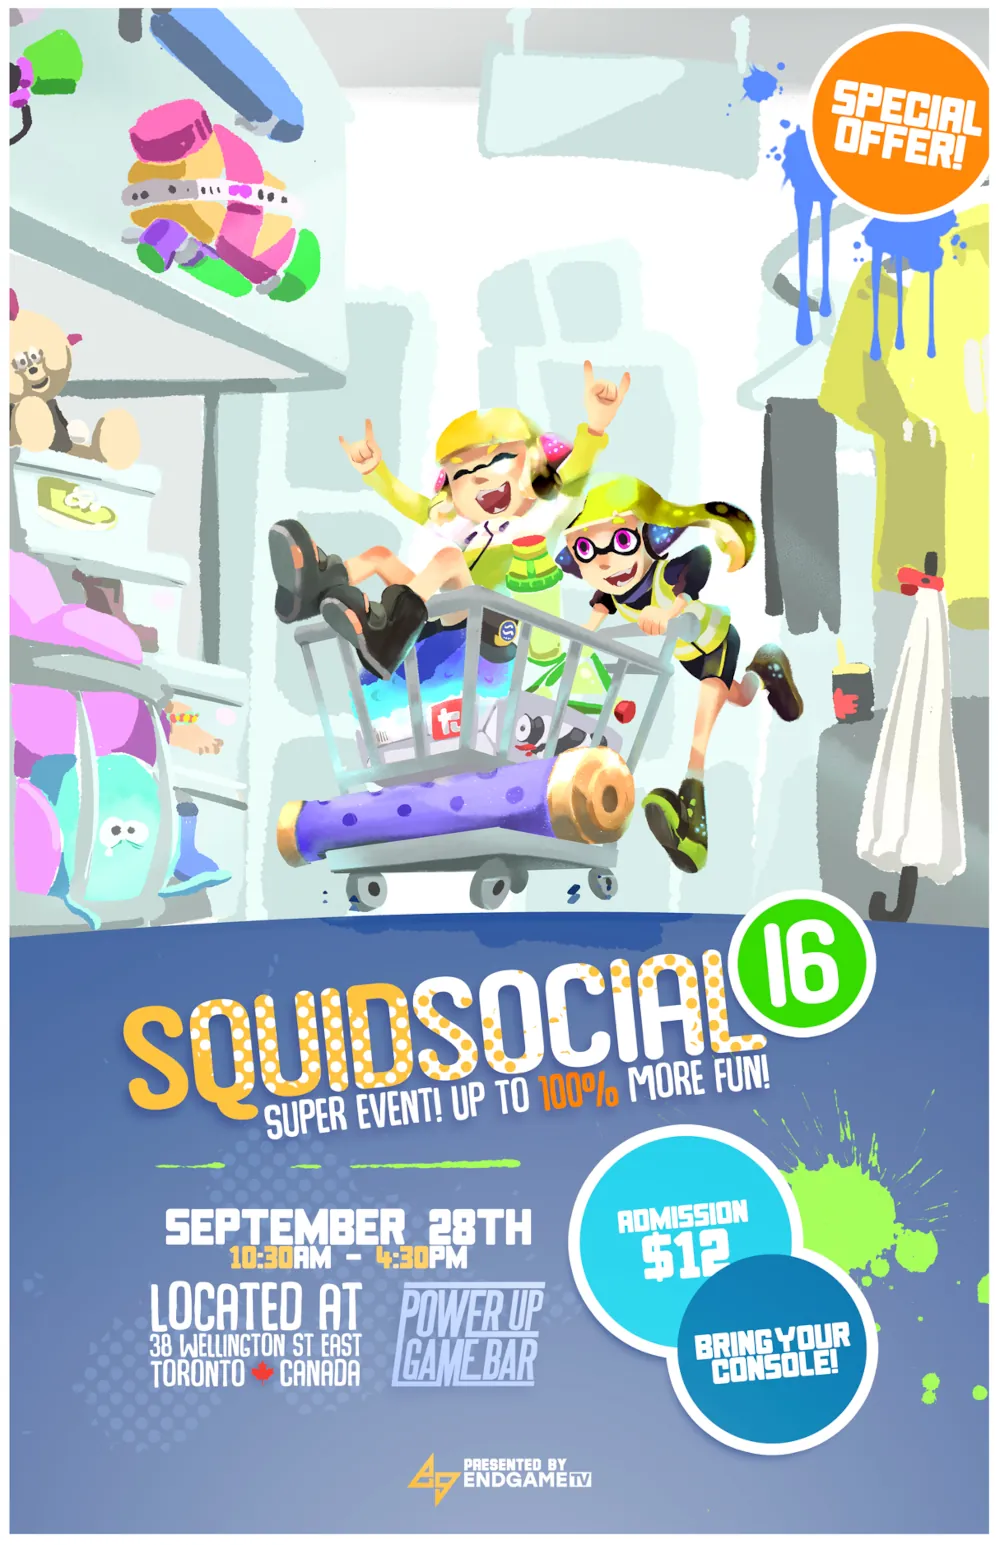 SPECIAL
OFFER!
SQUIDSOCIAL
16
SUPER EVENT! UP TO 100% MORE FUN!
SEPTEMBER 28TH
10:30AM - 4:30PM
LOCATED AT
38 WELLINGTON ST EAST
TORONTO CANADA
POWER UP
GAME BAR
ADMISSION
$12
BRING YOUR
CONSOLE!
PRESENTED BY
ENDGAMETV